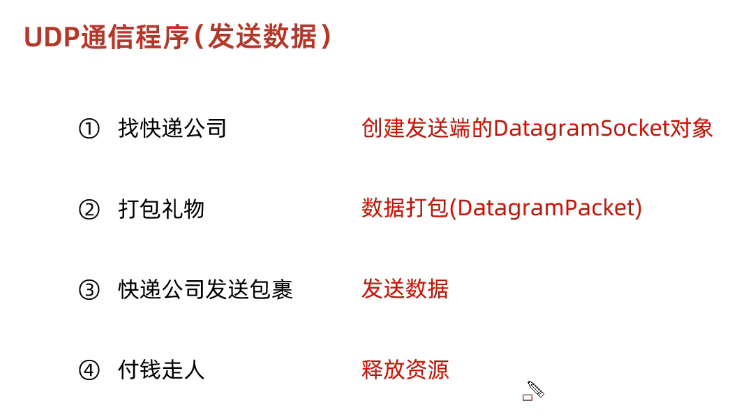 UDP通信程序(发送数据)
① 找快递公司 创建发送端的DatagramSocket对象
② 打包礼物 数据打包(DatagramPacket)
③ 快递公司发送包裹 发送数据
④ 付钱走人 释放资源